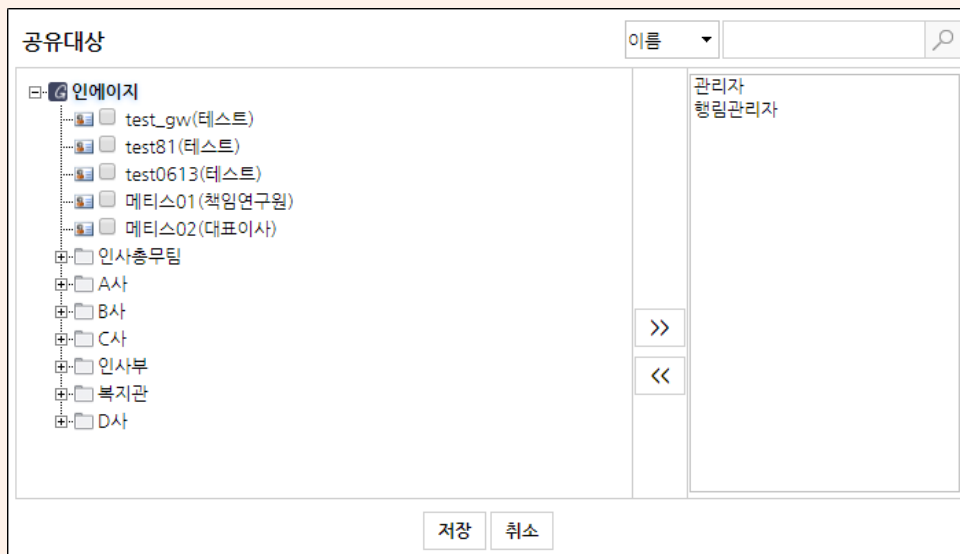 공유대상
이름
인에이지
test_gw(테스트)
test81(테스트)
test0613(테스트)
메티스01(책임연구원)
메티스02(대표이사)
인사총무팀
A사
B사
C사
인사부
복지관
D사
>>
<<
관리자
행림관리자
저장 취소